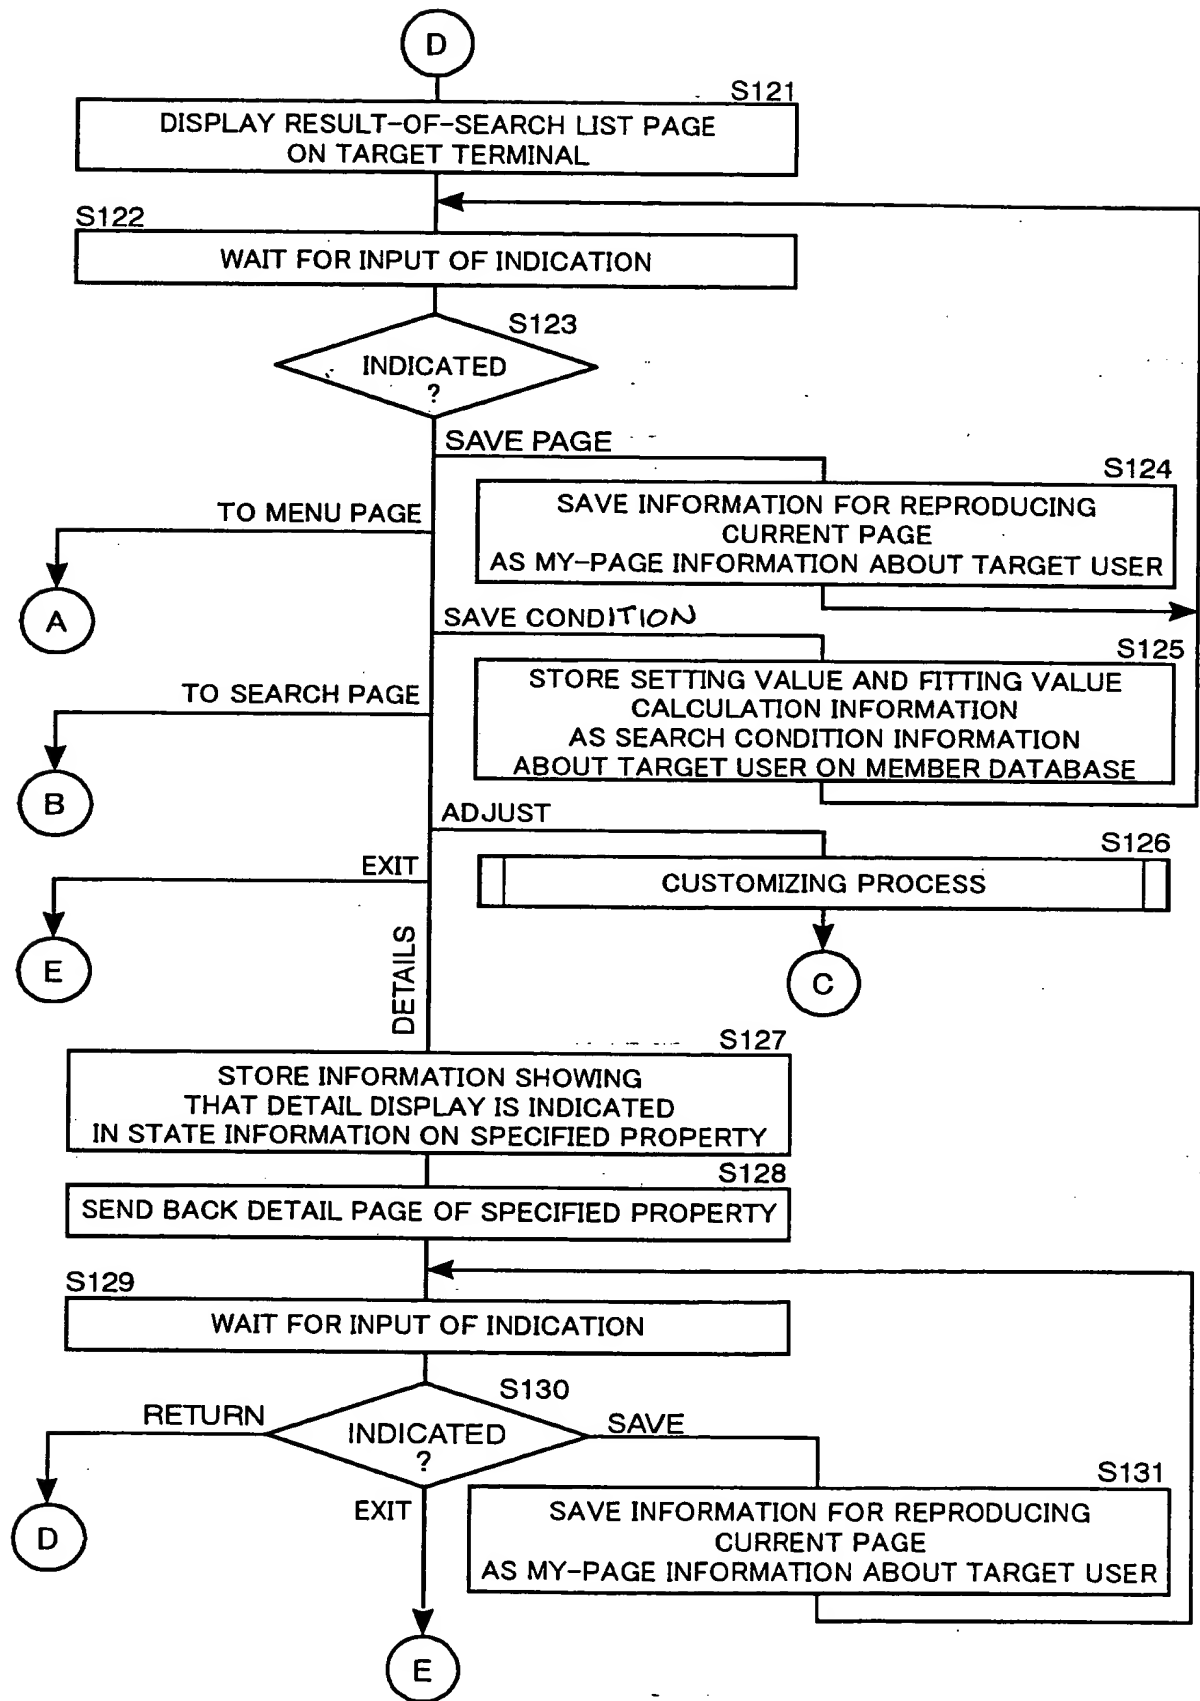 D
S121
DISPLAY RESULT-OF-SEARCH LIST PAGE
ON TARGET TERMINAL
S122
WAIT FOR INPUT OF INDICATION
S123
INDICATED
?
SAVE PAGE
S124
SAVE INFORMATION FOR REPRODUCING
CURRENT PAGE
AS MY-PAGE INFORMATION ABOUT TARGET USER
TO MENU PAGE
A
SAVE CONDITION
S125
STORE SETTING VALUE AND FITTING VALUE
CALCULATION INFORMATION
AS SEARCH CONDITION INFORMATION
ABOUT TARGET USER ON MEMBER DATABASE
TO SEARCH PAGE
B
ADJUST
S126
CUSTOMIZING PROCESS
C
EXIT
E
DETAILS
S127
STORE INFORMATION SHOWING
THAT DETAIL DISPLAY IS INDICATED
IN STATE INFORMATION ON SPECIFIED PROPERTY
S128
SEND BACK DETAIL PAGE OF SPECIFIED PROPERTY
S129
WAIT FOR INPUT OF INDICATION
S130
INDICATED
?
RETURN
D
SAVE
S131
SAVE INFORMATION FOR REPRODUCING
CURRENT PAGE
AS MY-PAGE INFORMATION ABOUT TARGET USER
EXIT
E